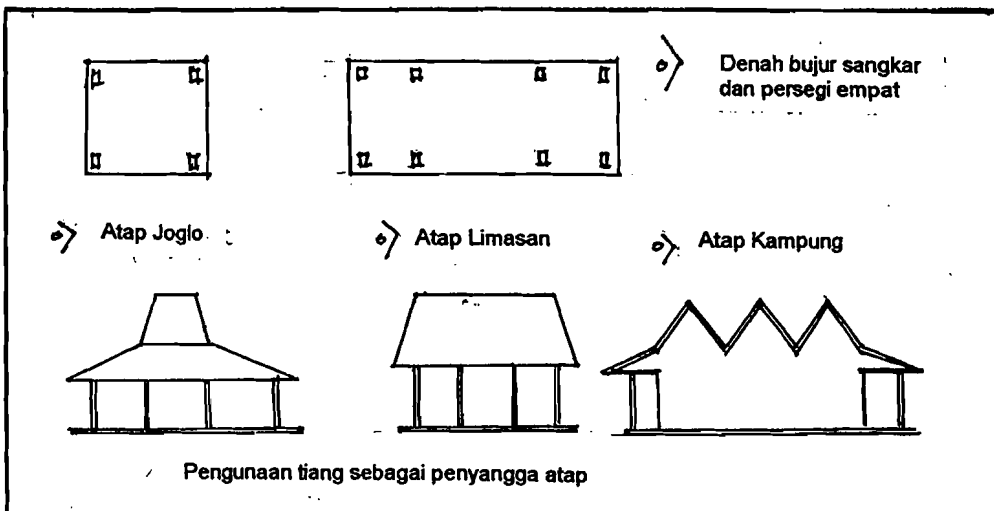 Denah bujur sangkar
dan persegi empat
Atap Joglo
Atap Limasan
Atap Kampung
Pengunaan tiang sebagai penyangga atap